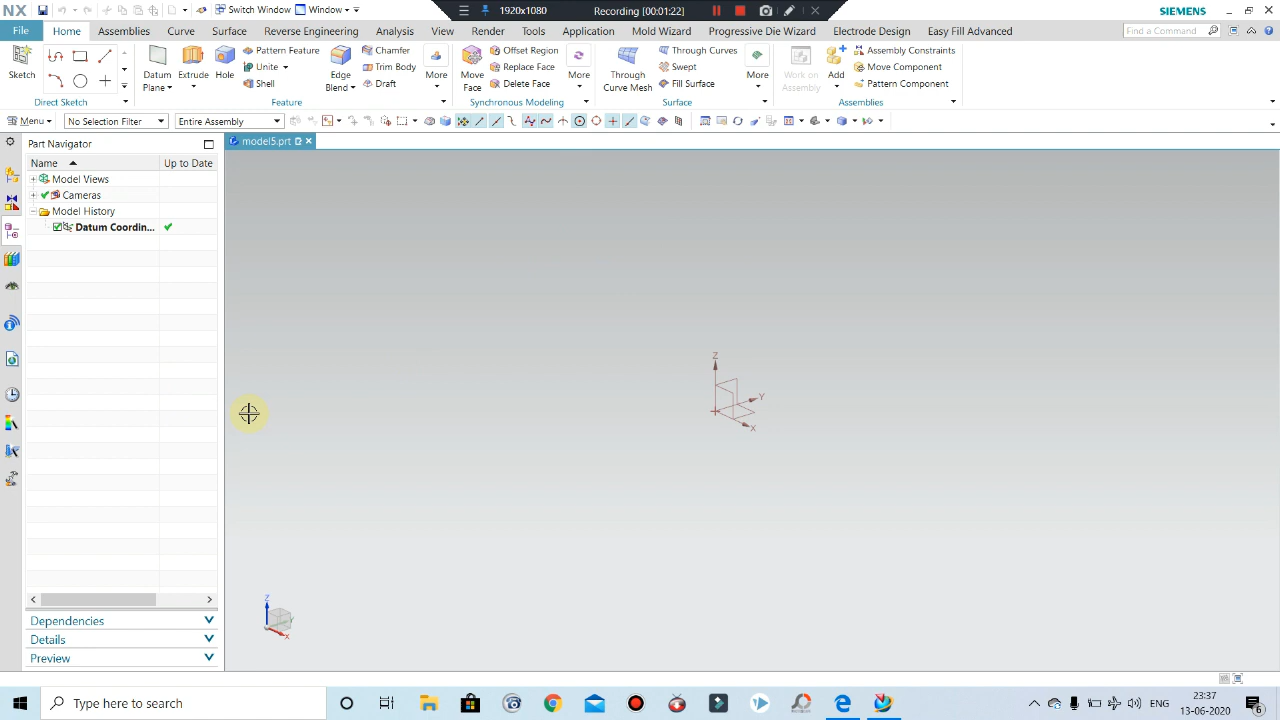 NX Switch Window Window 1920x1080 Recording [00:01:22] SIEMENS
File Home Assemblies Curve Surface Reverse Engineering Analysis View Render Tools Application Mold Wizard Progressive Die Wizard Electrode Design Easy Fill Advanced Find a Command
Sketch Datum Plane Extrude Hole Pattern Feature Unite Shell Edge Blend Chamfer Trim Body Draft More Move Face Offset Region Replace Face Delete Face More Through Curve Mesh Through Curves Swept Fill Surface More Work on Assembly Add Assembly Constraints Move Component Pattern Component
Direct Sketch Feature Synchronous Modeling Surface Assemblies
Menu No Selection Filter Entire Assembly
Part Navigator model5.prt
Name Up to Date
Model Views
Cameras
Model History
Datum Coordin...
Z
Y
X
Z
Y
X
Dependencies
Details
Preview
Type here to search ENG 23:37
13-06-2020 6